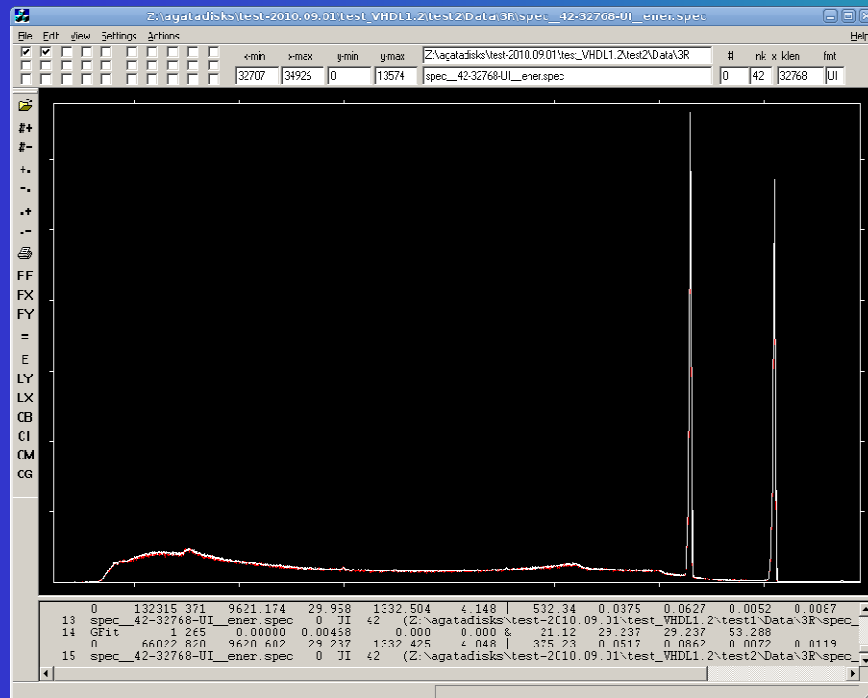 Z:\agatadisks\test-2010.09.01\test_VHDL1.2\test2\Data\3R\spec__42-32768-UI__ener.spec
File Edit View Settings Actions Help
x-min x-max y-min y-max Z:\agatadisks\test-2010.09.01\test_VHDL1.2\test2\Data\3R # nk x klen fmt
32707 34926 0 13574 spec__42-32768-UI__ener.spec 0 42 32768 UI
#+
#-
+.
-.
.+
.-
FF
FX
FY
=
E
LY
LX
CB
CI
CM
CG
0 132315 371 9621.174 29.958 1332.504 4.148 | 532.34 0.0375 0.0627 0.0052 0.0087
13 spec__42-32768-UI__ener.spec 0 UI 42 (Z:\agatadisks\test-2010.09.01\test_VHDL1.2\test1\Data\3R\spec_
14 GFit 1 265 0.00000 0.00458 0.000 0.000 & 21.12 29.237 29.237 53.288
0 66022 820 9620.602 29.237 1332.425 4.048 | 375.23 0.0517 0.0862 0.0072 0.0119
15 spec__42-32768-UI__ener.spec 0 UI 42 (Z:\agatadisks\test-2010.09.01\test_VHDL1.2\test2\Data\3R\spec_